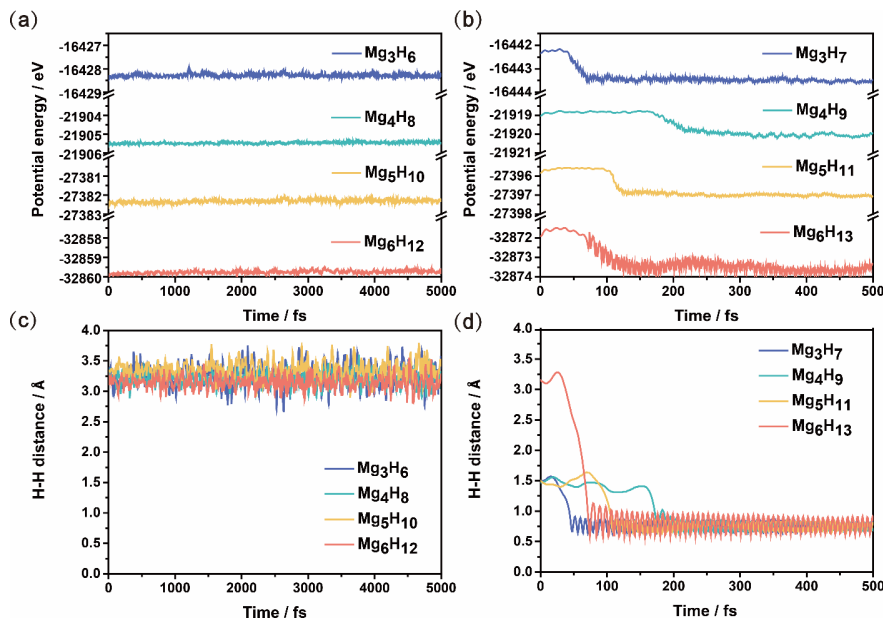 (a)
Potential energy / eV
-16427
-16428
-16429
-21904
-21905
-21906
-27381
-27382
-27383
-32858
-32859
-32860
Mg3H6
Mg4H8
Mg5H10
Mg6H12
0 1000 2000 3000 4000 5000
Time / fs
(b)
Potential energy / eV
-16442
-16443
-16444
-21919
-21920
-21921
-27396
-27397
-27398
-32872
-32873
-32874
Mg3H7
Mg4H9
Mg5H11
Mg6H13
0 100 200 300 400 500
Time / fs
(c)
H-H distance / Å
4.0
3.5
3.0
2.5
2.0
1.5
1.0
0.5
0.0
Mg3H6
Mg4H8
Mg5H10
Mg6H12
0 1000 2000 3000 4000 5000
Time / fs
(d)
H-H distance / Å
4.0
3.5
3.0
2.5
2.0
1.5
1.0
0.5
0.0
Mg3H7
Mg4H9
Mg5H11
Mg6H13
0 100 200 300 400 500
Time / fs